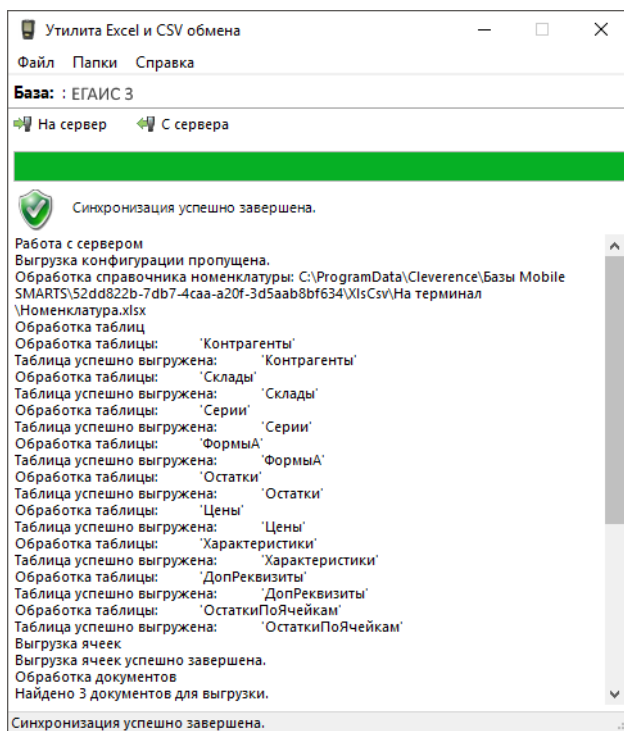 Утилита Excel и CSV обмена
Файл Папки Справка
База: : ЕГАИС 3
На сервер С сервера
Синхронизация успешно завершена.
Работа с сервером
Выгрузка конфигурации пропущена.
Обработка справочника номенклатуры: C:\ProgramData\Cleverence\Базы Mobile
SMARTS\52dd822b-7db7-4caa-a20f-3d5aab8bf634\XlsCsv\На терминал
\Номенклатура.xlsx
Обработка таблиц
Обработка таблицы: 'Контрагенты'
Таблица успешно выгружена: 'Контрагенты'
Обработка таблицы: 'Склады'
Таблица успешно выгружена: 'Склады'
Обработка таблицы: 'Серии'
Таблица успешно выгружена: 'Серии'
Обработка таблицы: 'ФормыА'
Таблица успешно выгружена: 'ФормыА'
Обработка таблицы: 'Остатки'
Таблица успешно выгружена: 'Остатки'
Обработка таблицы: 'Цены'
Таблица успешно выгружена: 'Цены'
Обработка таблицы: 'Характеристики'
Таблица успешно выгружена: 'Характеристики'
Обработка таблицы: 'ДопРеквизиты'
Таблица успешно выгружена: 'ДопРеквизиты'
Обработка таблицы: 'ОстаткиПоЯчейкам'
Таблица успешно выгружена: 'ОстаткиПоЯчейкам'
Выгрузка ячеек
Выгрузка ячеек успешно завершена.
Обработка документов
Найдено 3 документов для выгрузки.
Синхронизация успешно завершена.